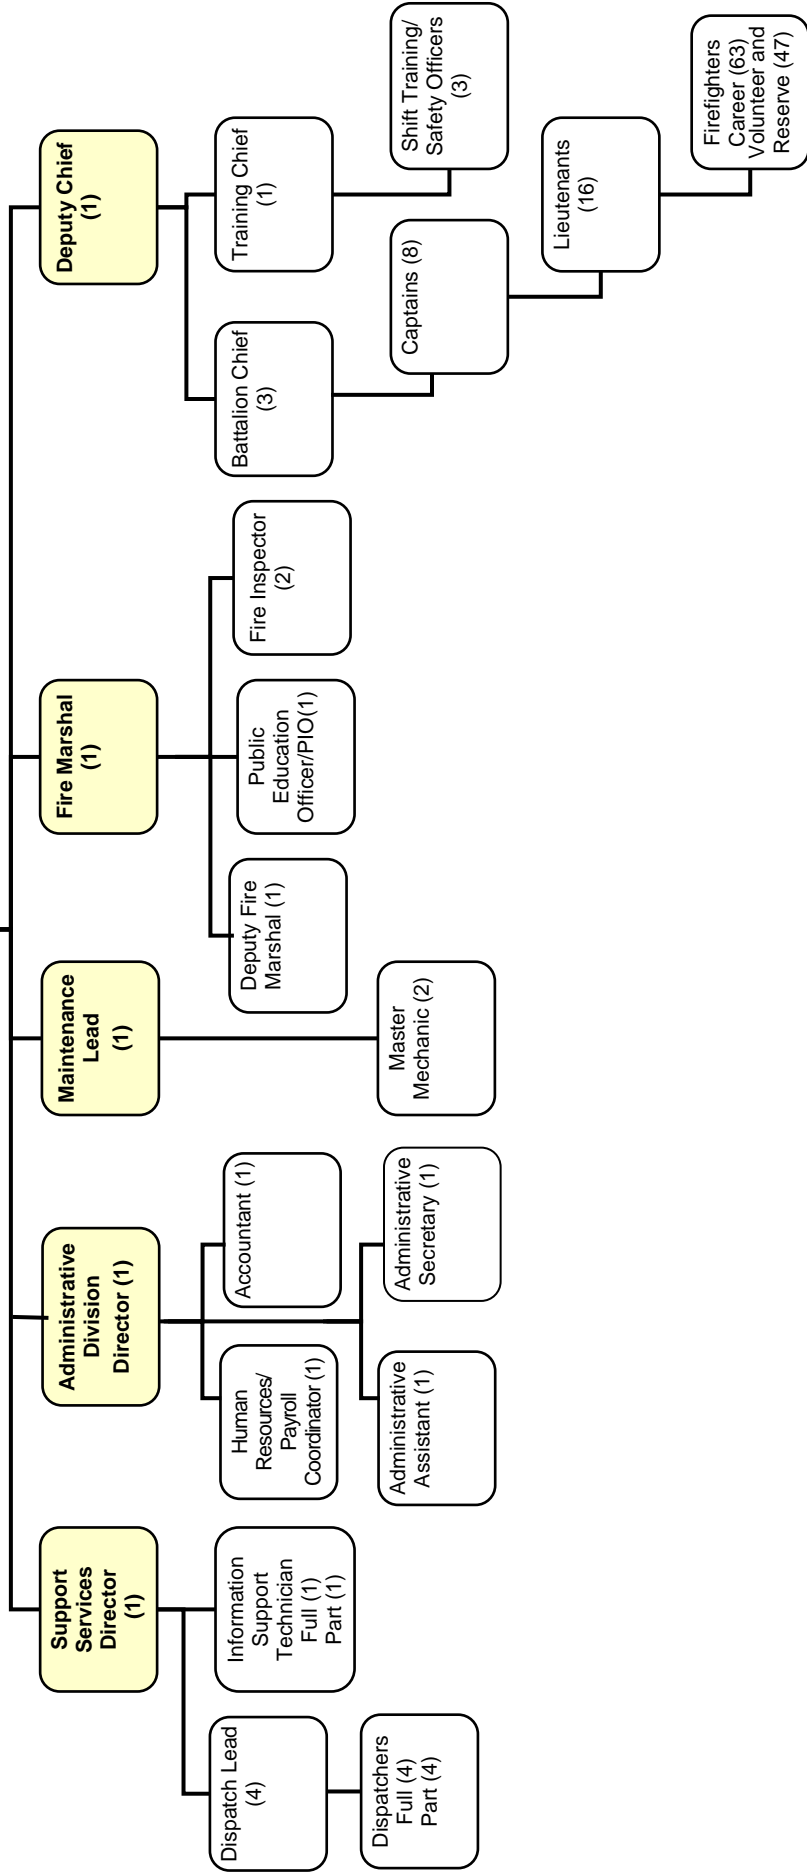 Support
Services
Director
(1)
Administrative
Division
Director (1)
Maintenance
Lead
(1)
Fire Marshal
(1)
Deputy Chief
(1)
Dispatch Lead
(4)
Information
Support
Technician
Full (1)
Part (1)
Human
Resources/
Payroll
Coordinator (1)
Accountant (1)
Deputy Fire
Marshal (1)
Public
Education
Officer/PIO(1)
Fire Inspector
(2)
Battalion Chief
(3)
Training Chief
(1)
Dispatchers
Full (4)
Part (4)
Administrative
Assistant (1)
Administrative
Secretary (1)
Master
Mechanic (2)
Captains (8)
Shift Training/
Safety Officers
(3)
Lieutenants
(16)
Firefighters
Career (63)
Volunteer and
Reserve (47)